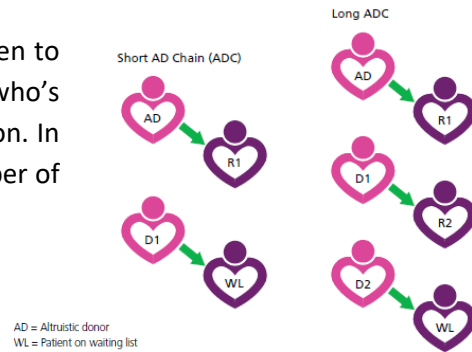 en to
who's
on. In
ber of
Short AD Chain (ADC)
AD
R1
D1
WL
AD = Altruistic donor
WL = Patient on waiting list
Long ADC
AD
R1
D1
R2
D2
WL